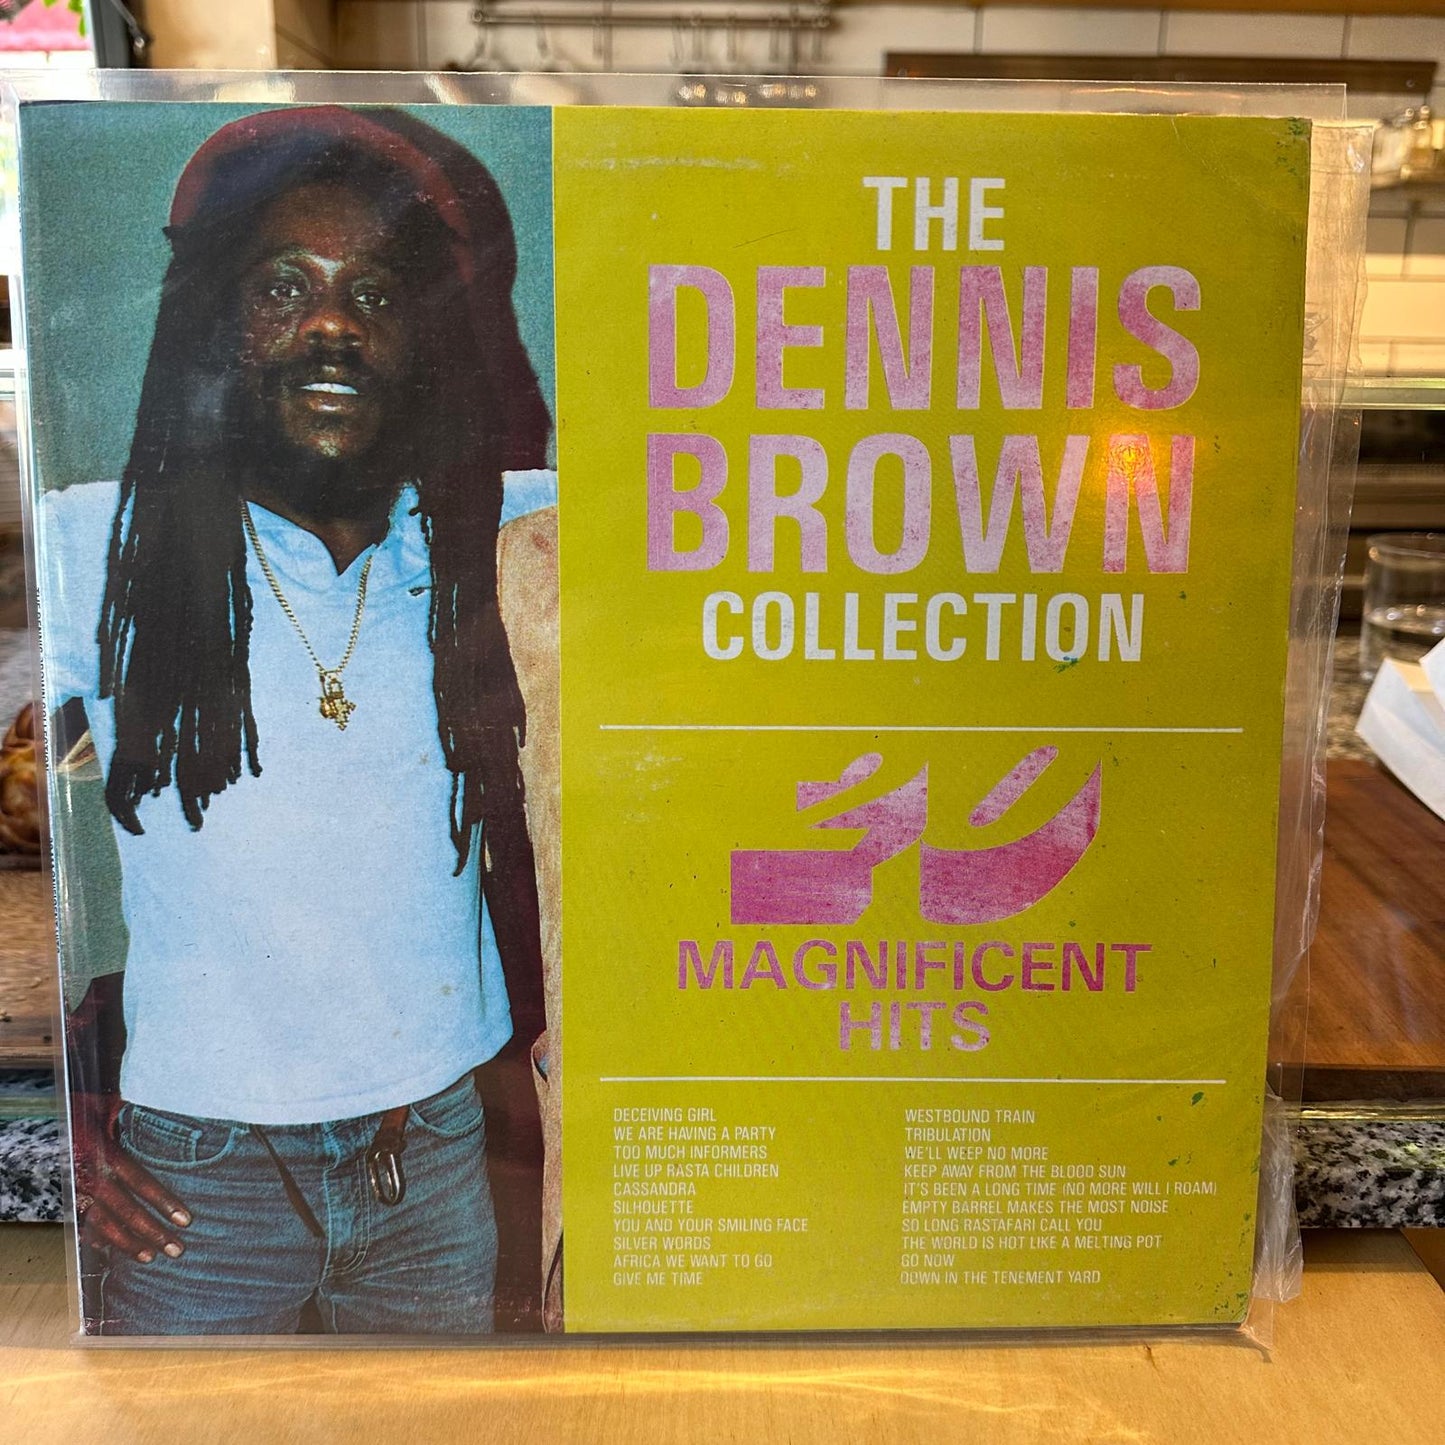 THE
DENNIS
BROWN
COLLECTION
20
MAGNIFICENT
HITS
DECEIVING GIRL
WE ARE HAVING A PARTY
TOO MUCH INFORMERS
LIVE UP RASTA CHILDREN
CASSANDRA
SILHOUETTE
YOU AND YOUR SMILING FACE
SILVER WORDS
AFRICA WE WANT TO GO
GIVE ME TIME
WESTBOUND TRAIN
TRIBULATION
WE'LL WEEP NO MORE
KEEP AWAY FROM THE BLOOD SUN
IT'S BEEN A LONG TIME (NO MORE WILL I ROAM)
EMPTY BARREL MAKES THE MOST NOISE
SO LONG RASTAFARI CALL YOU
THE WORLD IS HOT LIKE A MELTING POT
GO NOW
DOWN IN THE TENEMENT YARD